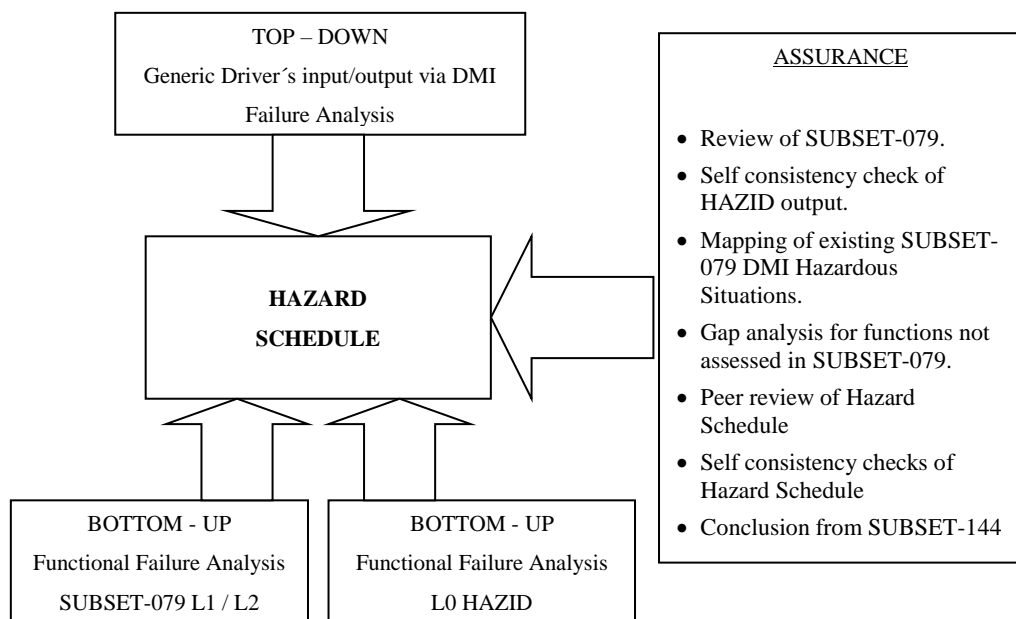 TOP – DOWN
Generic Driver´s input/output via DMI
Failure Analysis
ASSURANCE
• Review of SUBSET-079.
• Self consistency check of
HAZID output.
• Mapping of existing SUBSET-
079 DMI Hazardous
Situations.
• Gap analysis for functions not
assessed in SUBSET-079.
• Peer review of Hazard
Schedule
• Self consistency checks of
Hazard Schedule
• Conclusion from SUBSET-144
HAZARD
SCHEDULE
BOTTOM - UP
Functional Failure Analysis
SUBSET-079 L1 / L2
BOTTOM - UP
Functional Failure Analysis
L0 HAZID